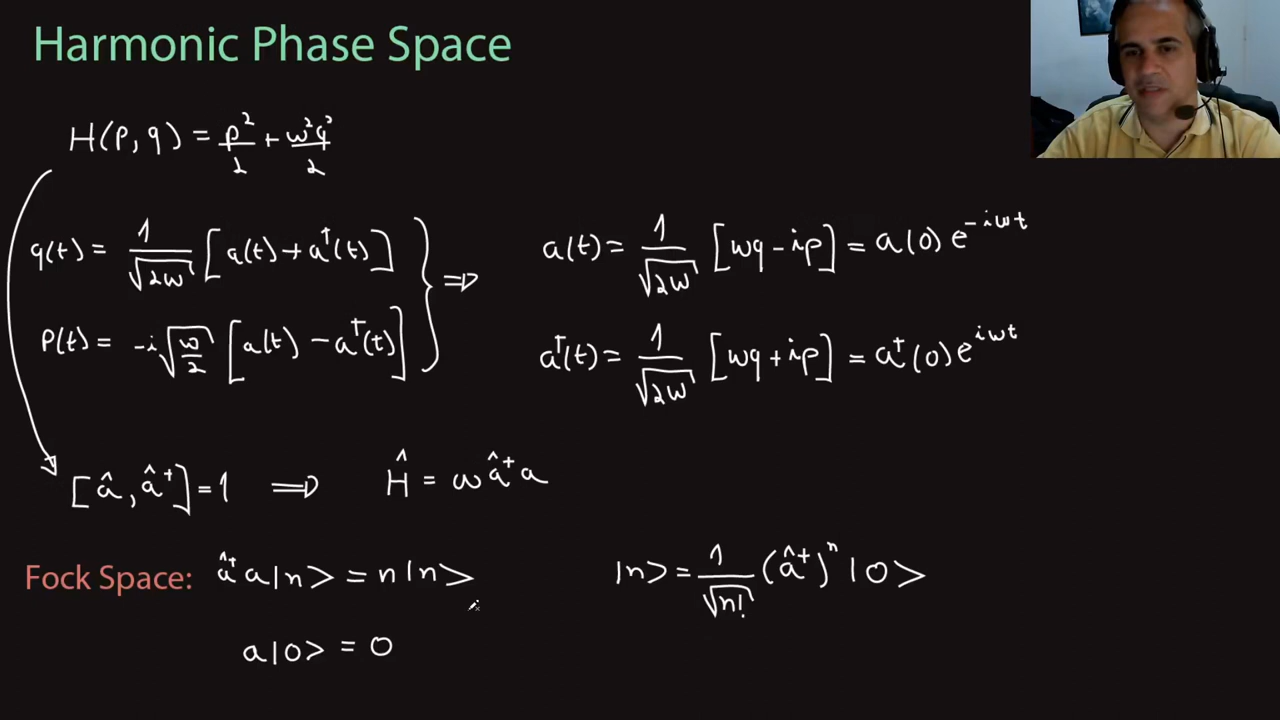 Harmonic Phase Space
H(p, q) = p²/2 + ω²q²/2
q(t) = 1/√2ω [a(t) + a†(t)] } ⇒ a(t) = 1/√2ω [ωq - ip] = a(0) e^-iωt
p(t) = -i√ω/2 [a(t) - a†(t)] a†(t) = 1/√2ω [ωq + ip] = a†(0) e^iωt
[â, â†] = 1 ⇒ Ĥ = ω â†a
Fock Space: â†a|n> = n|n> |n> = 1/√n! (â†)ⁿ |0>
a|0> = 0